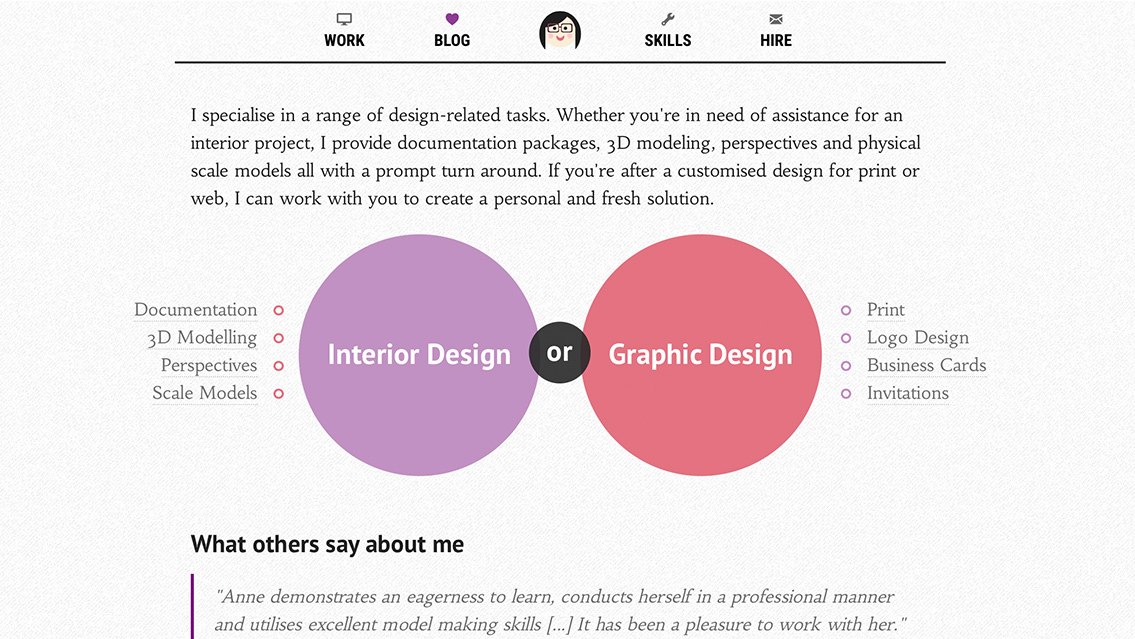 WORK
BLOG
SKILLS
HIRE
I specialise in a range of design-related tasks. Whether you're in need of assistance for an
interior project, I provide documentation packages, 3D modeling, perspectives and physical
scale models all with a prompt turn around. If you're after a customised design for print or
web, I can work with you to create a personal and fresh solution.
Documentation
3D Modelling
Perspectives
Scale Models
Interior Design
or
Graphic Design
Print
Logo Design
Business Cards
Invitations
What others say about me
"Anne demonstrates an eagerness to learn, conducts herself in a professional manner
and utilises excellent model making skills [...] It has been a pleasure to work with her."